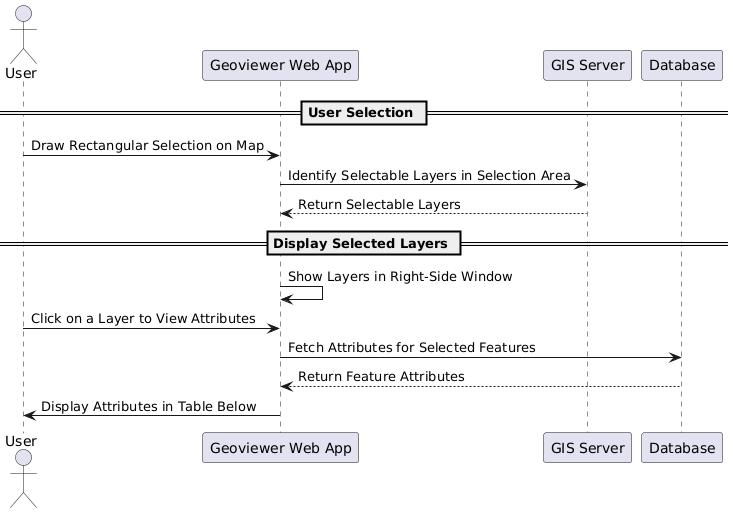 User
Geoviewer Web App
GIS Server
Database
User Selection
Draw Rectangular Selection on Map
Identify Selectable Layers in Selection Area
Return Selectable Layers
Display Selected Layers
Show Layers in Right-Side Window
Click on a Layer to View Attributes
Fetch Attributes for Selected Features
Return Feature Attributes
Display Attributes in Table Below
User
Geoviewer Web App
GIS Server
Database